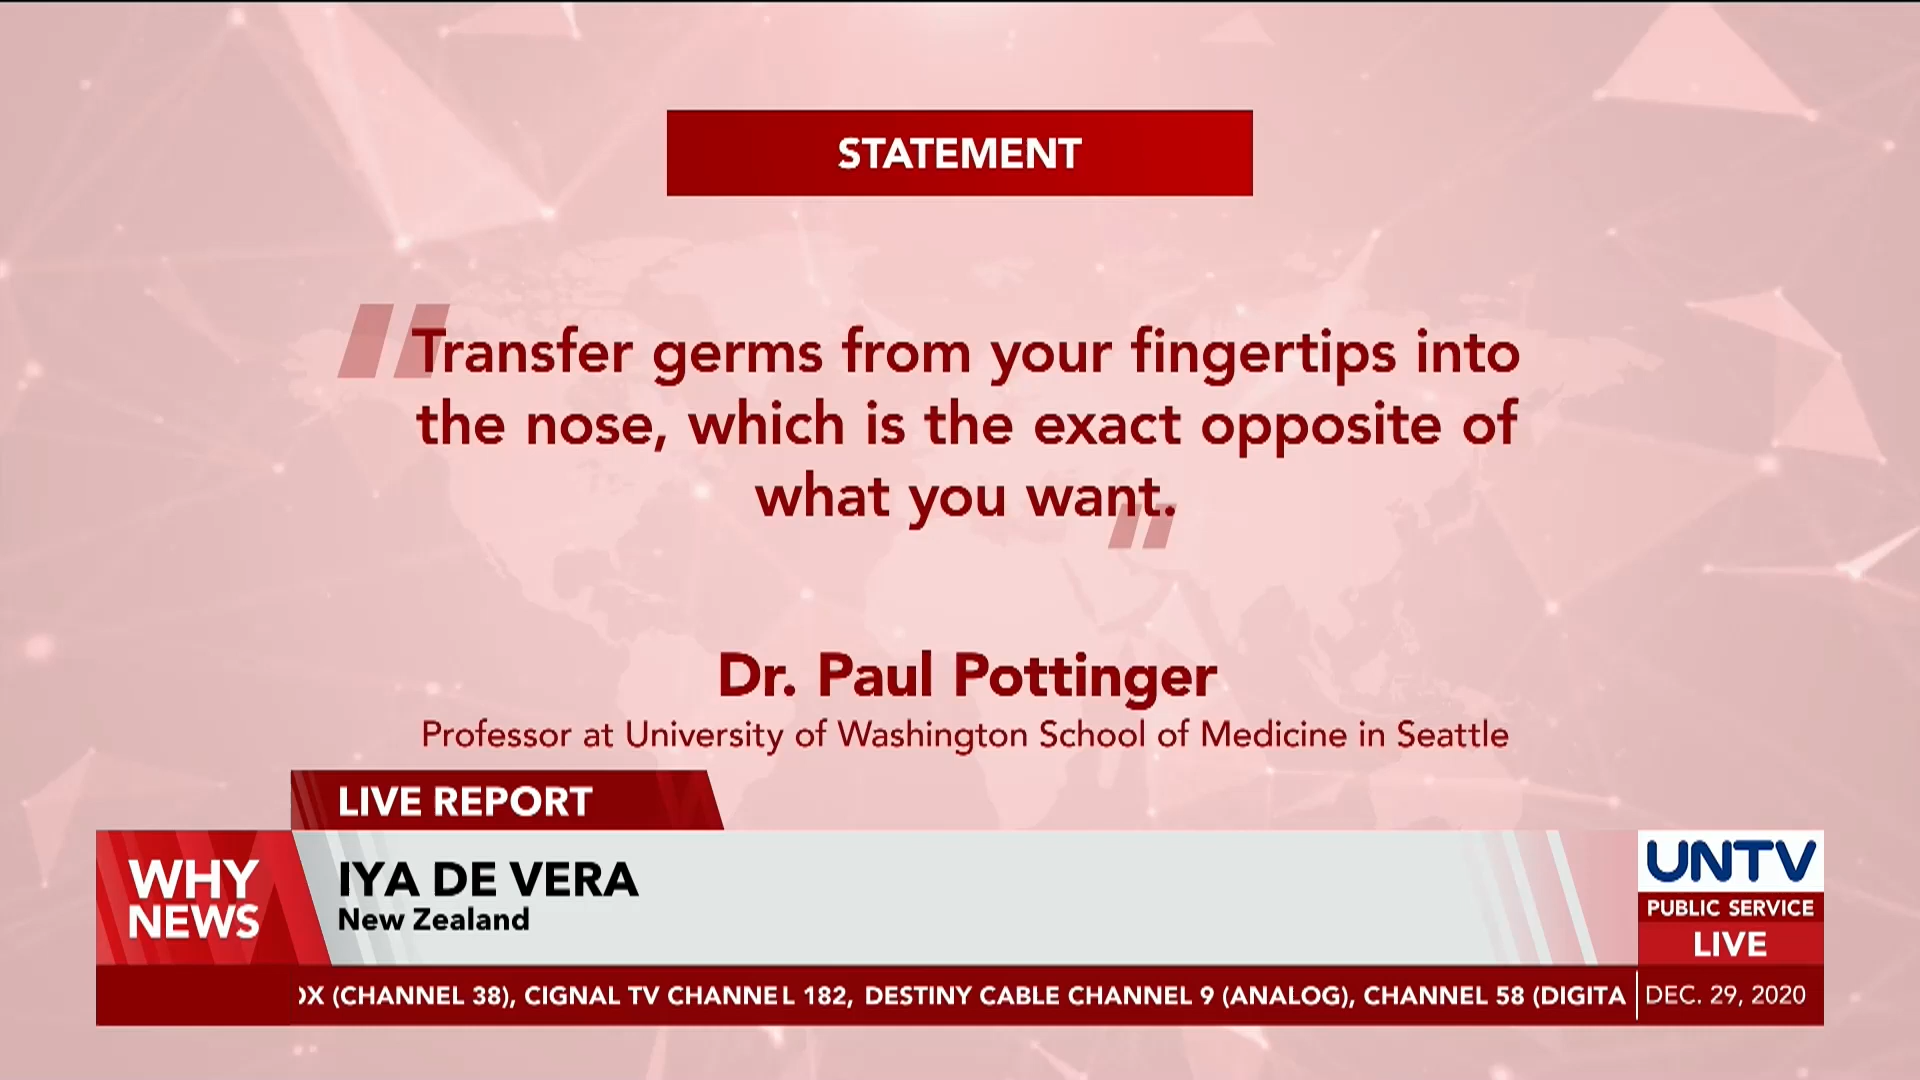 STATEMENT
"Transfer germs from your fingertips into
the nose, which is the exact opposite of
what you want."
Dr. Paul Pottinger
Professor at University of Washington School of Medicine in Seattle
LIVE REPORT
WHY
NEWS
IYA DE VERA
New Zealand
UNTV
PUBLIC SERVICE
LIVE
(CHANNEL 38), CIGNAL TV CHANNEL 182, DESTINY CABLE CHANNEL 9 (ANALOG), CHANNEL 58 (DIGITA
DEC. 29, 2020